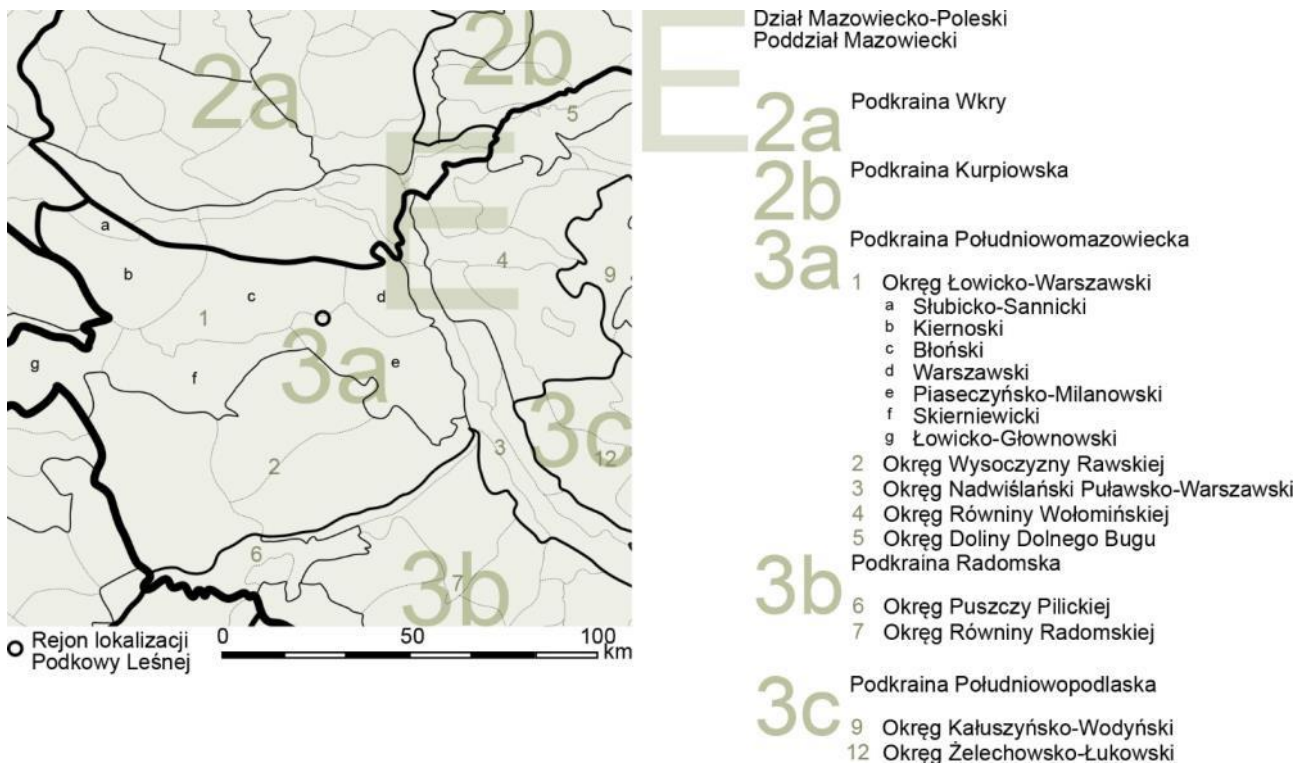 2a
2b
5
E
a
b
c
d
4
9
1
3a
e
g
f
3c
12
2
3
6
3b
7
Rejon lokalizacji
Podkowy Leśnej
0 50 100
km
E
Dział Mazowiecko-Poleski
Poddział Mazowiecki
2a Podkraina Wkry
2b Podkraina Kurpiowska
3a Podkraina Południowomazowiecka
1 Okręg Łowicko-Warszawski
a Słubicko-Sannicki
b Kiernoski
c Błoński
d Warszawski
e Piaseczyńsko-Milanowski
f Skierniewicki
g Łowicko-Głownowski
2 Okręg Wysoczyzny Rawskiej
3 Okręg Nadwiślański Puławsko-Warszawski
4 Okręg Równiny Wołomińskiej
5 Okręg Doliny Dolnego Bugu
3b Podkraina Radomska
6 Okręg Puszczy Pilickiej
7 Okręg Równiny Radomskiej
3c Podkraina Południowopodlaska
9 Okręg Kałuszyńsko-Wodyński
12 Okręg Żelechowsko-Łukowski